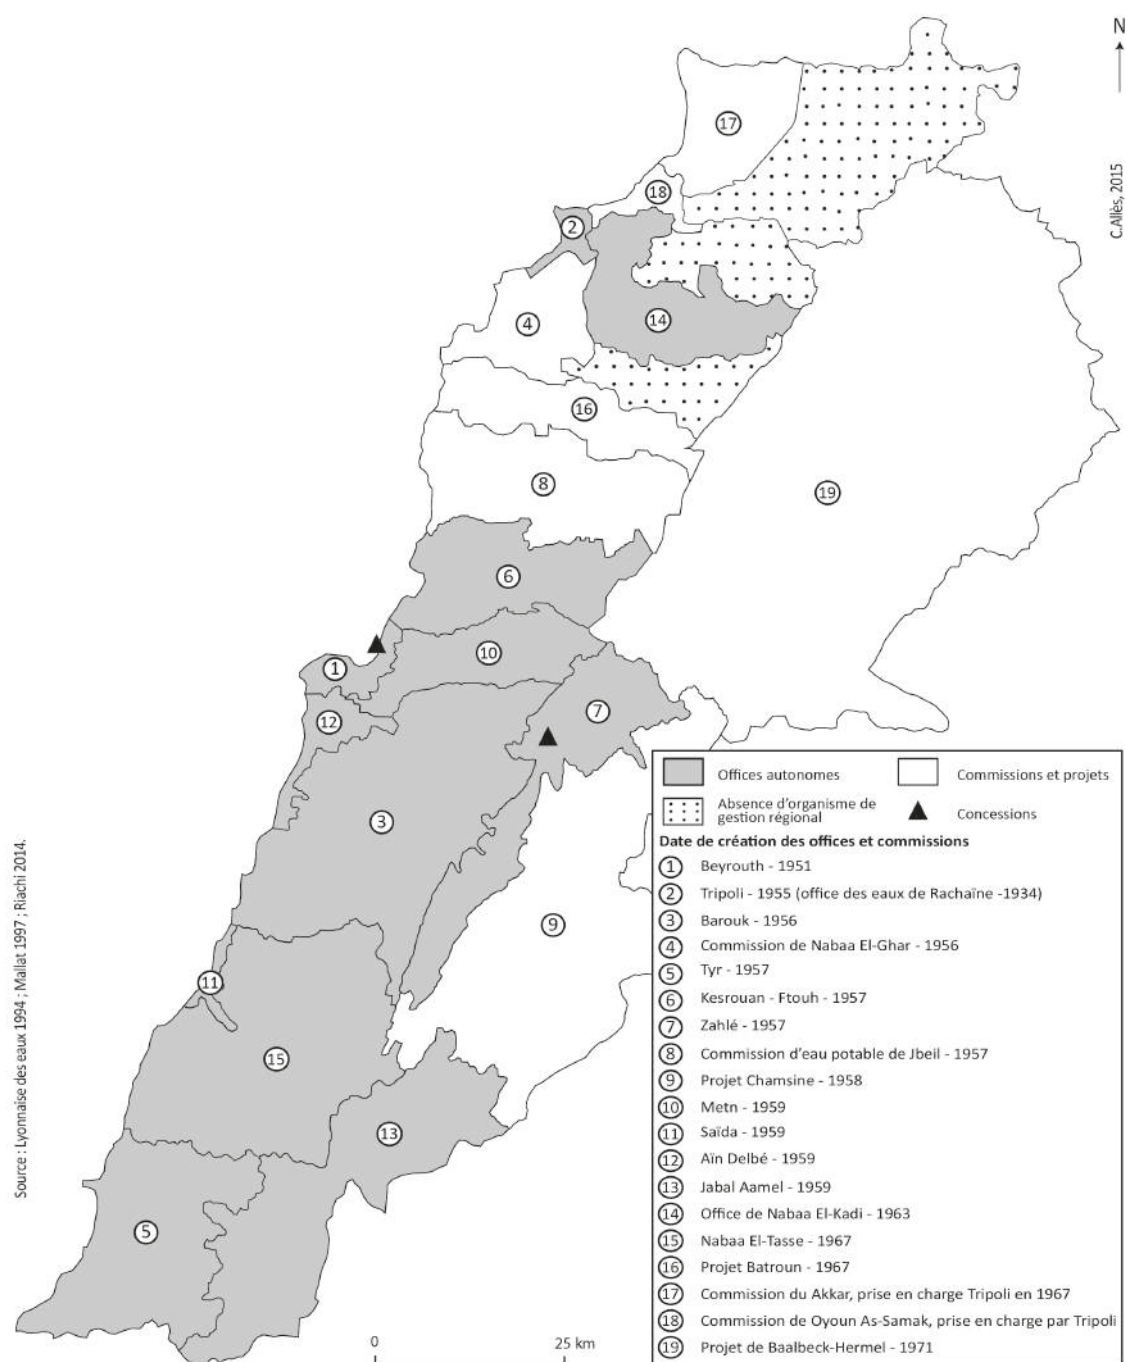 N
C.Allès, 2015
17
18
2
14
4
16
8
19
6
10
1
7
12
3
9
11
15
13
5
Source : Lyonnaise des eaux 1994 ; Mallat 1997 ; Riachi 2014.
0 25 km
Offices autonomes
Commissions et projets
Absence d'organisme de
gestion régional
Concessions
Date de création des offices et commissions
1 Beyrouth - 1951
2 Tripoli - 1955 (office des eaux de Rachaïne -1934)
3 Barouk - 1956
4 Commission de Nabaa El-Ghar - 1956
5 Tyr - 1957
6 Kesrouan - Ftouh - 1957
7 Zahlé - 1957
8 Commission d'eau potable de Jbeil - 1957
9 Projet Chamsine - 1958
10 Metn - 1959
11 Saïda - 1959
12 Aïn Delbé - 1959
13 Jabal Aamel - 1959
14 Office de Nabaa El-Kadi - 1963
15 Nabaa El-Tasse - 1967
16 Projet Batroun - 1967
17 Commission du Akkar, prise en charge Tripoli en 1967
18 Commission de Oyoun As-Samak, prise en charge par Tripoli
19 Projet de Baalbeck-Hermel - 1971